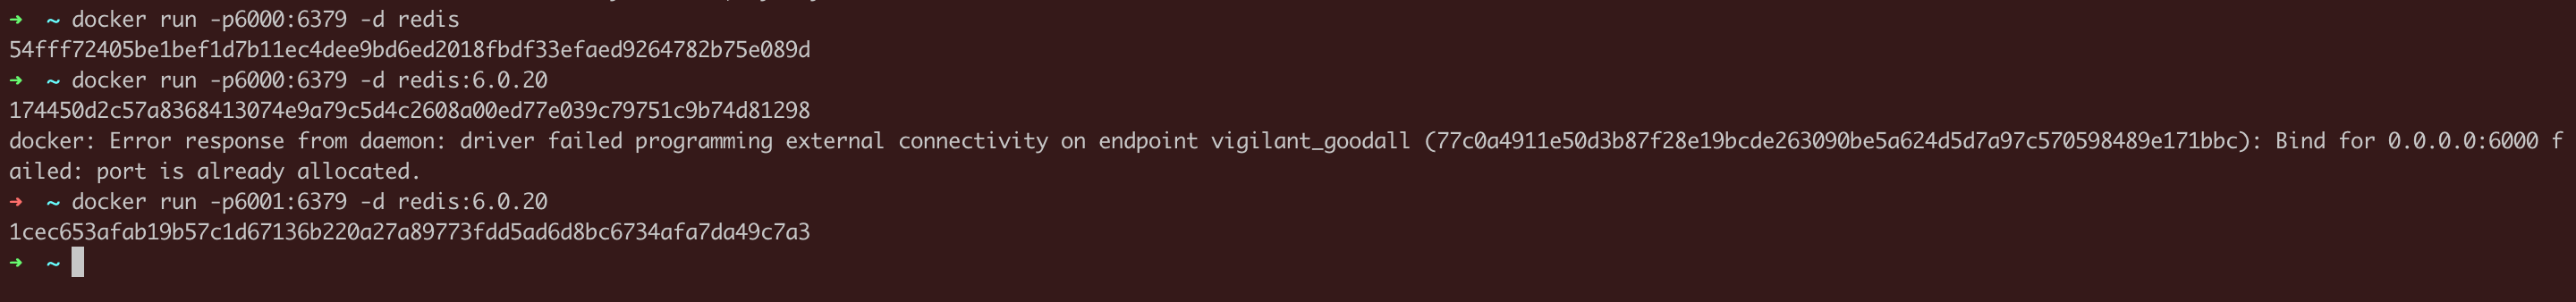 → ~ docker run -p6000:6379 -d redis
54fff72405be1bef1d7b11ec4dee9bd6ed2018fbdf33efaed9264782b75e089d
→ ~ docker run -p6000:6379 -d redis:6.0.20
174450d2c57a8368413074e9a79c5d4c2608a00ed77e039c79751c9b74d81298
docker: Error response from daemon: driver failed programming external connectivity on endpoint vigilant_goodall (77c0a4911e50d3b87f28e19bcde263090be5a624d5d7a97c570598489e171bbc): Bind for 0.0.0.0:6000 f
ailed: port is already allocated.
→ ~ docker run -p6001:6379 -d redis:6.0.20
1cec653afab19b57c1d67136b220a27a89773fdd5ad6d8bc6734afa7da49c7a3
→ ~